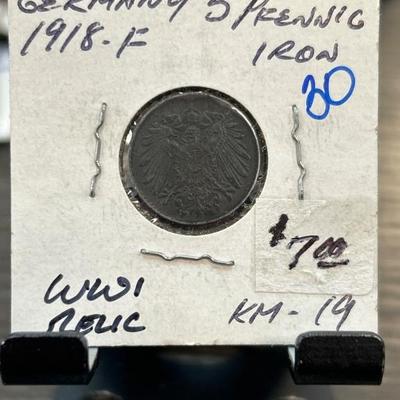 GERMANY 5 PFENNIG
1918-F IRON
30
$7.00
WWI
RELIC
KM-19